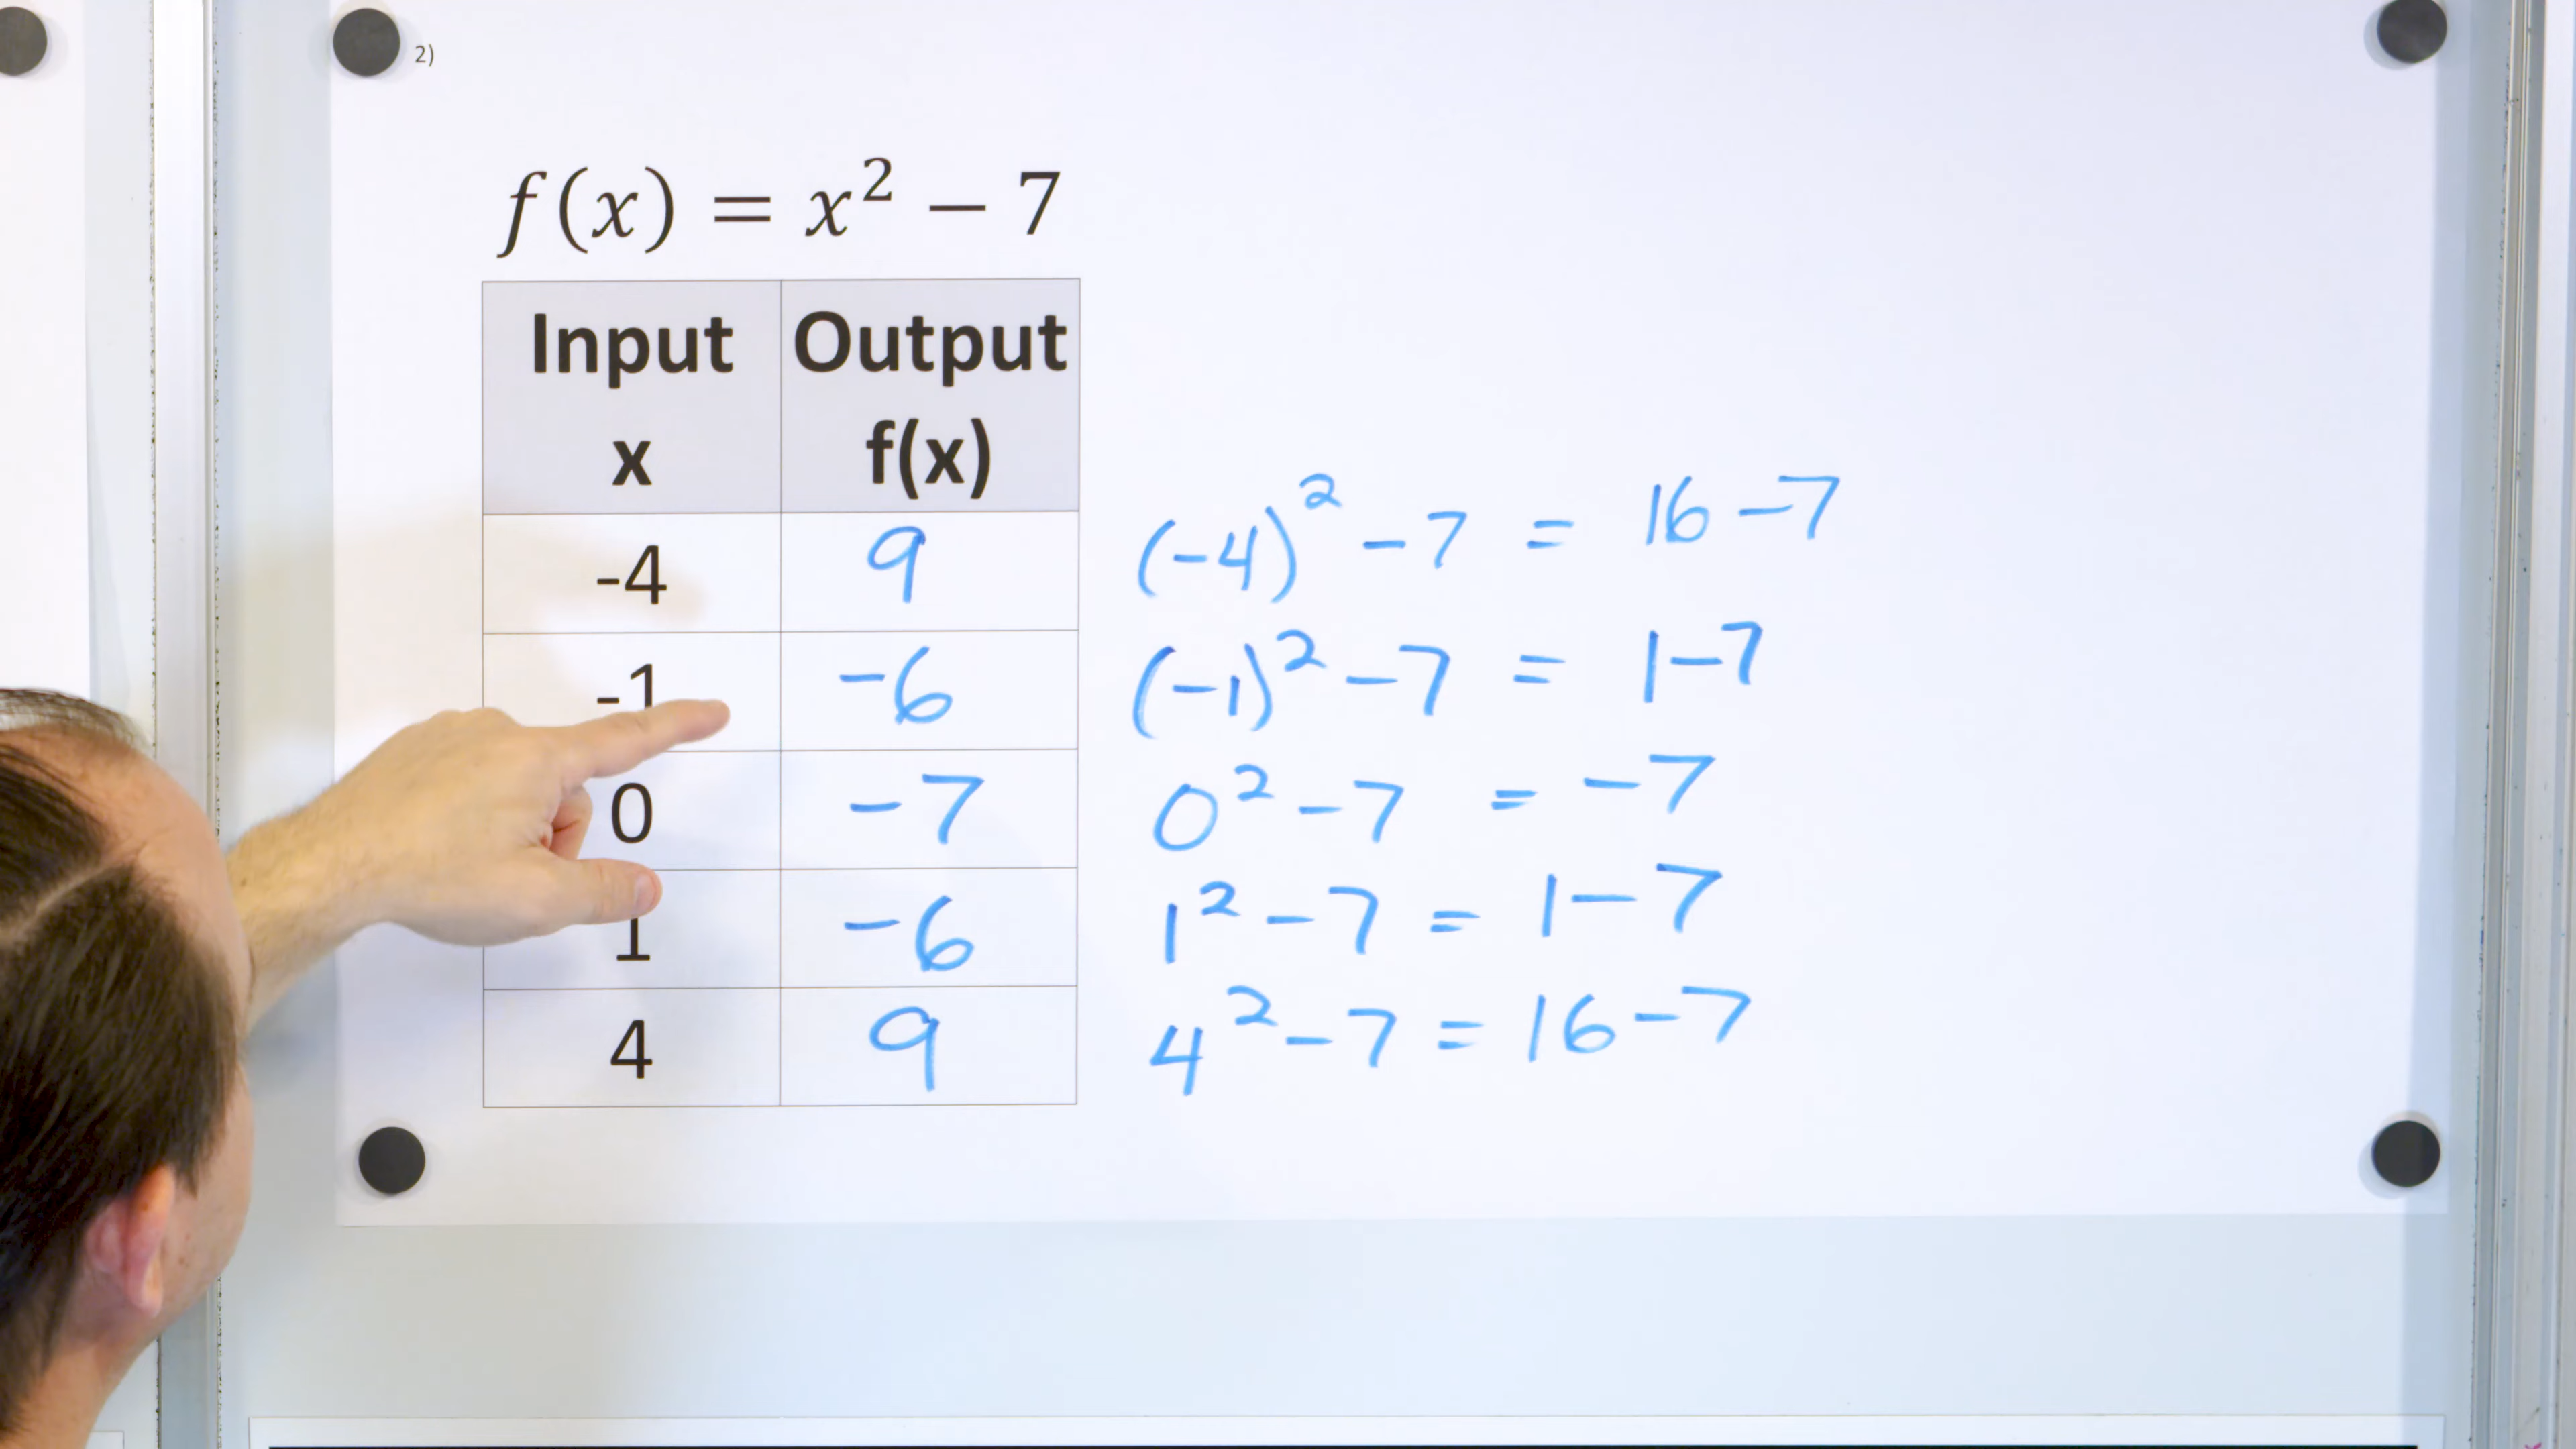 2)
f(x) = x² − 7
Input x Output f(x)
-4 9 (-4)² - 7 = 16 - 7
-1 -6 (-1)² - 7 = 1 - 7
0 -7 0² - 7 = -7
1 -6 1² - 7 = 1 - 7
4 9 4² - 7 = 16 - 7